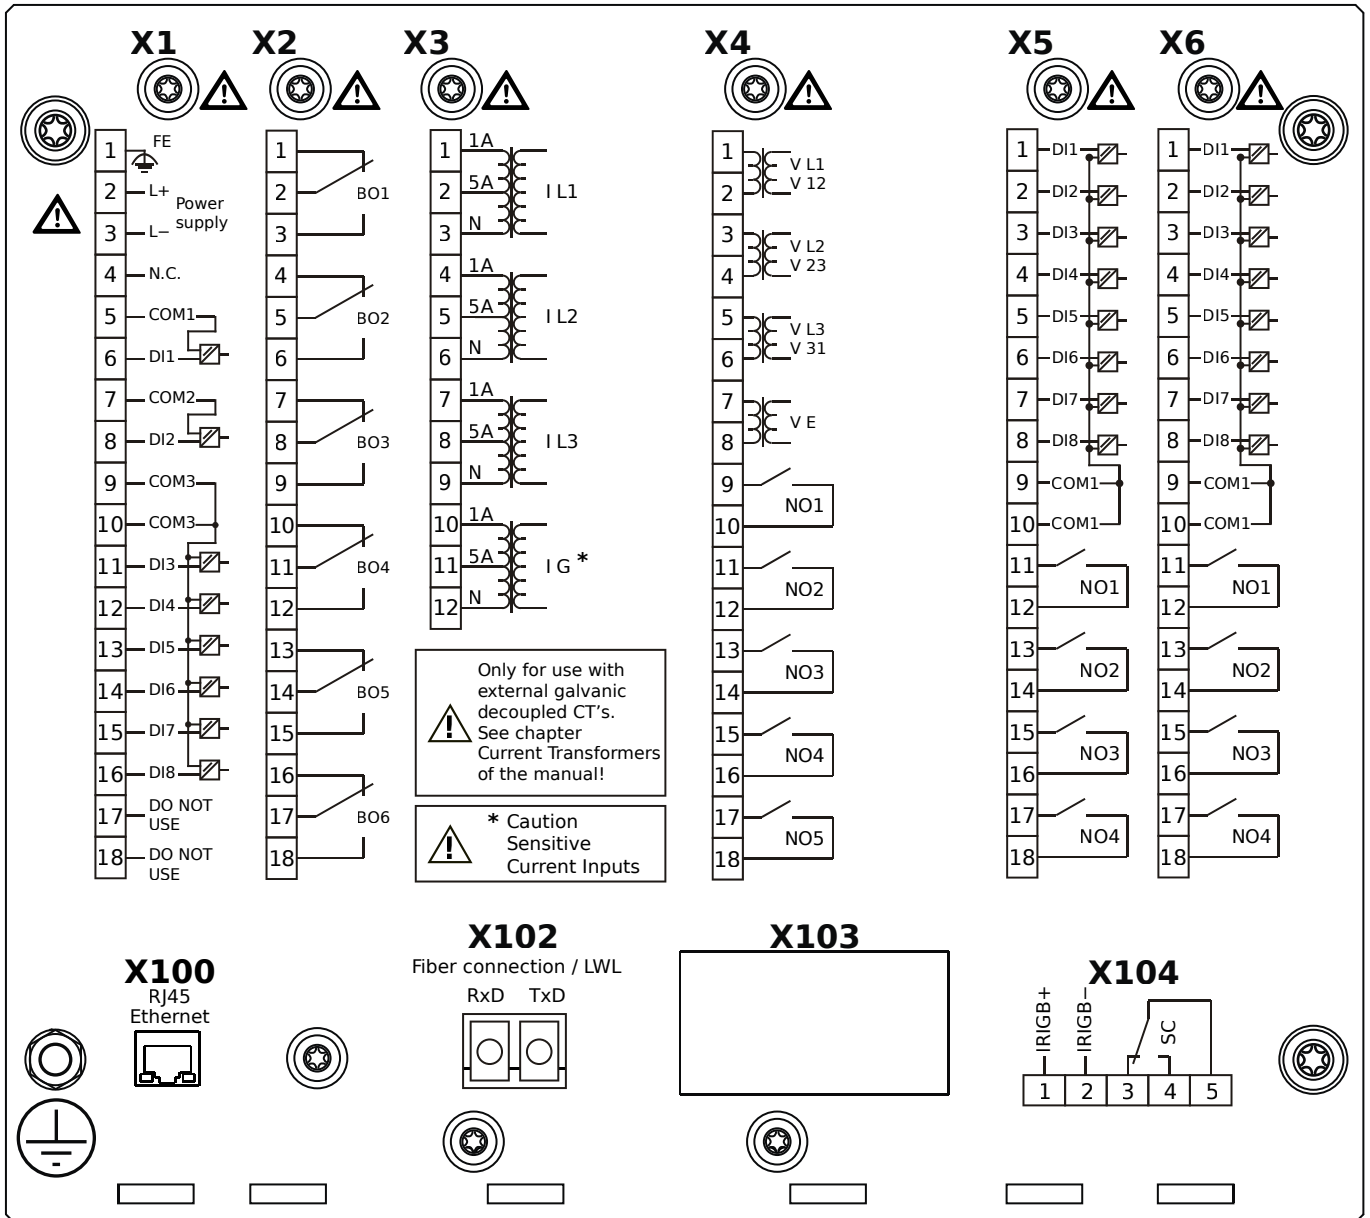 X1 X2 X3 X4 X5 X6
1 FE
2 L+
Power
supply
3 L−
4 N.C.
5 COM1
6 DI1
7 COM2
8 DI2
9 COM3
10 COM3
11 DI3
12 DI4
13 DI5
14 DI6
15 DI7
16 DI8
17 DO NOT
USE
18 DO NOT
USE
1
2 BO1
3
4
5 BO2
6
7
8 BO3
9
10
11 BO4
12
13
14 BO5
15
16
17 BO6
18
1 1A
2 5A I L1
3 N
4 1A
5 5A I L2
6 N
7 1A
8 5A I L3
9 N
10 1A
11 5A I G *
12 N
Only for use with
external galvanic
decoupled CT's.
See chapter
Current Transformers
of the manual!
* Caution
Sensitive
Current Inputs
1 V L1
2 V 12
3 V L2
4 V 23
5 V L3
6 V 31
7 V E
8
9 NO1
10
11 NO2
12
13 NO3
14
15 NO4
16
17 NO5
18
1 DI1
2 DI2
3 DI3
4 DI4
5 DI5
6 DI6
7 DI7
8 DI8
9 COM1
10 COM1
11 NO1
12
13 NO2
14
15 NO3
16
17 NO4
18
1 DI1
2 DI2
3 DI3
4 DI4
5 DI5
6 DI6
7 DI7
8 DI8
9 COM1
10 COM1
11 NO1
12
13 NO2
14
15 NO3
16
17 NO4
18
X100
RJ45
Ethernet
X102
Fiber connection / LWL
RxD TxD
X103
X104
IRIGB+ IRIGB− SC
1 2 3 4 5